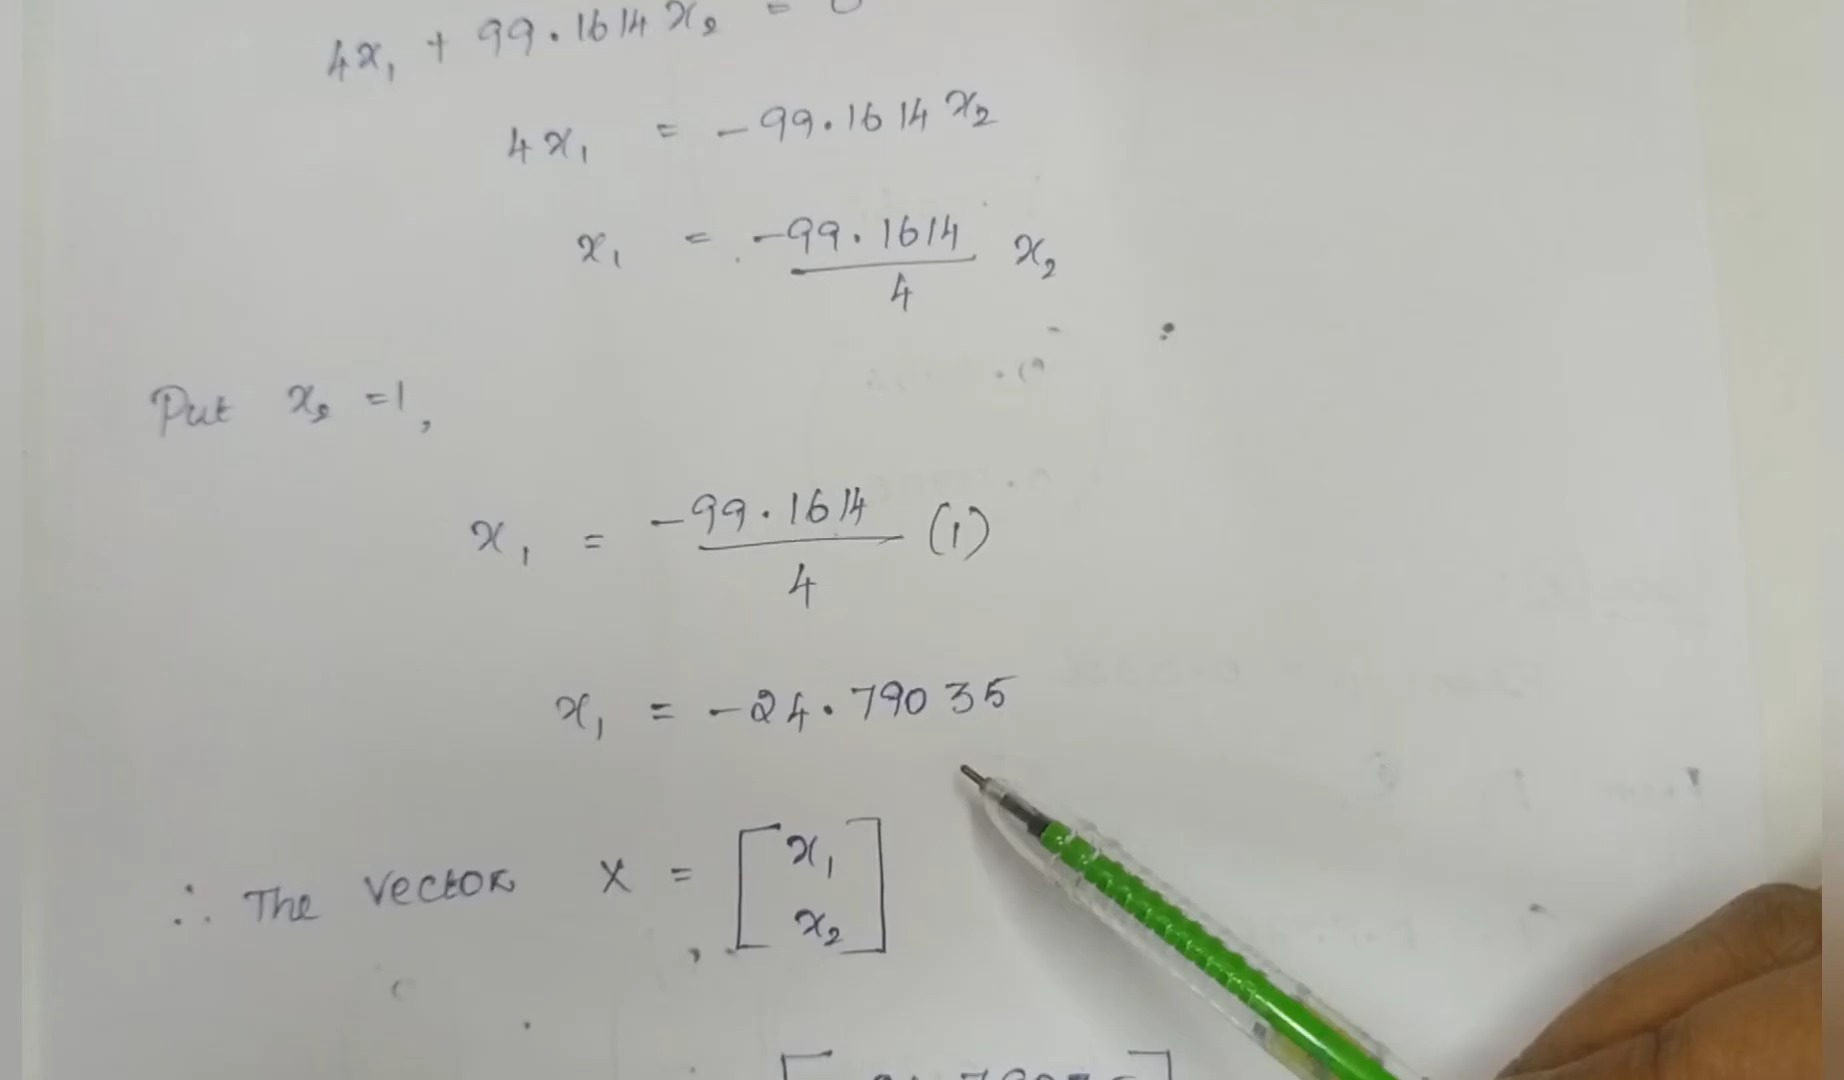 4x₁ + 99.1614 x₂ = 0
4x₁ = -99.1614 x₂
x₁ = -99.1614/4 x₂
Put x₂ = 1,
x₁ = -99.1614/4 (1)
x₁ = -24.79035
∴ The vector X = [x₁
x₂]